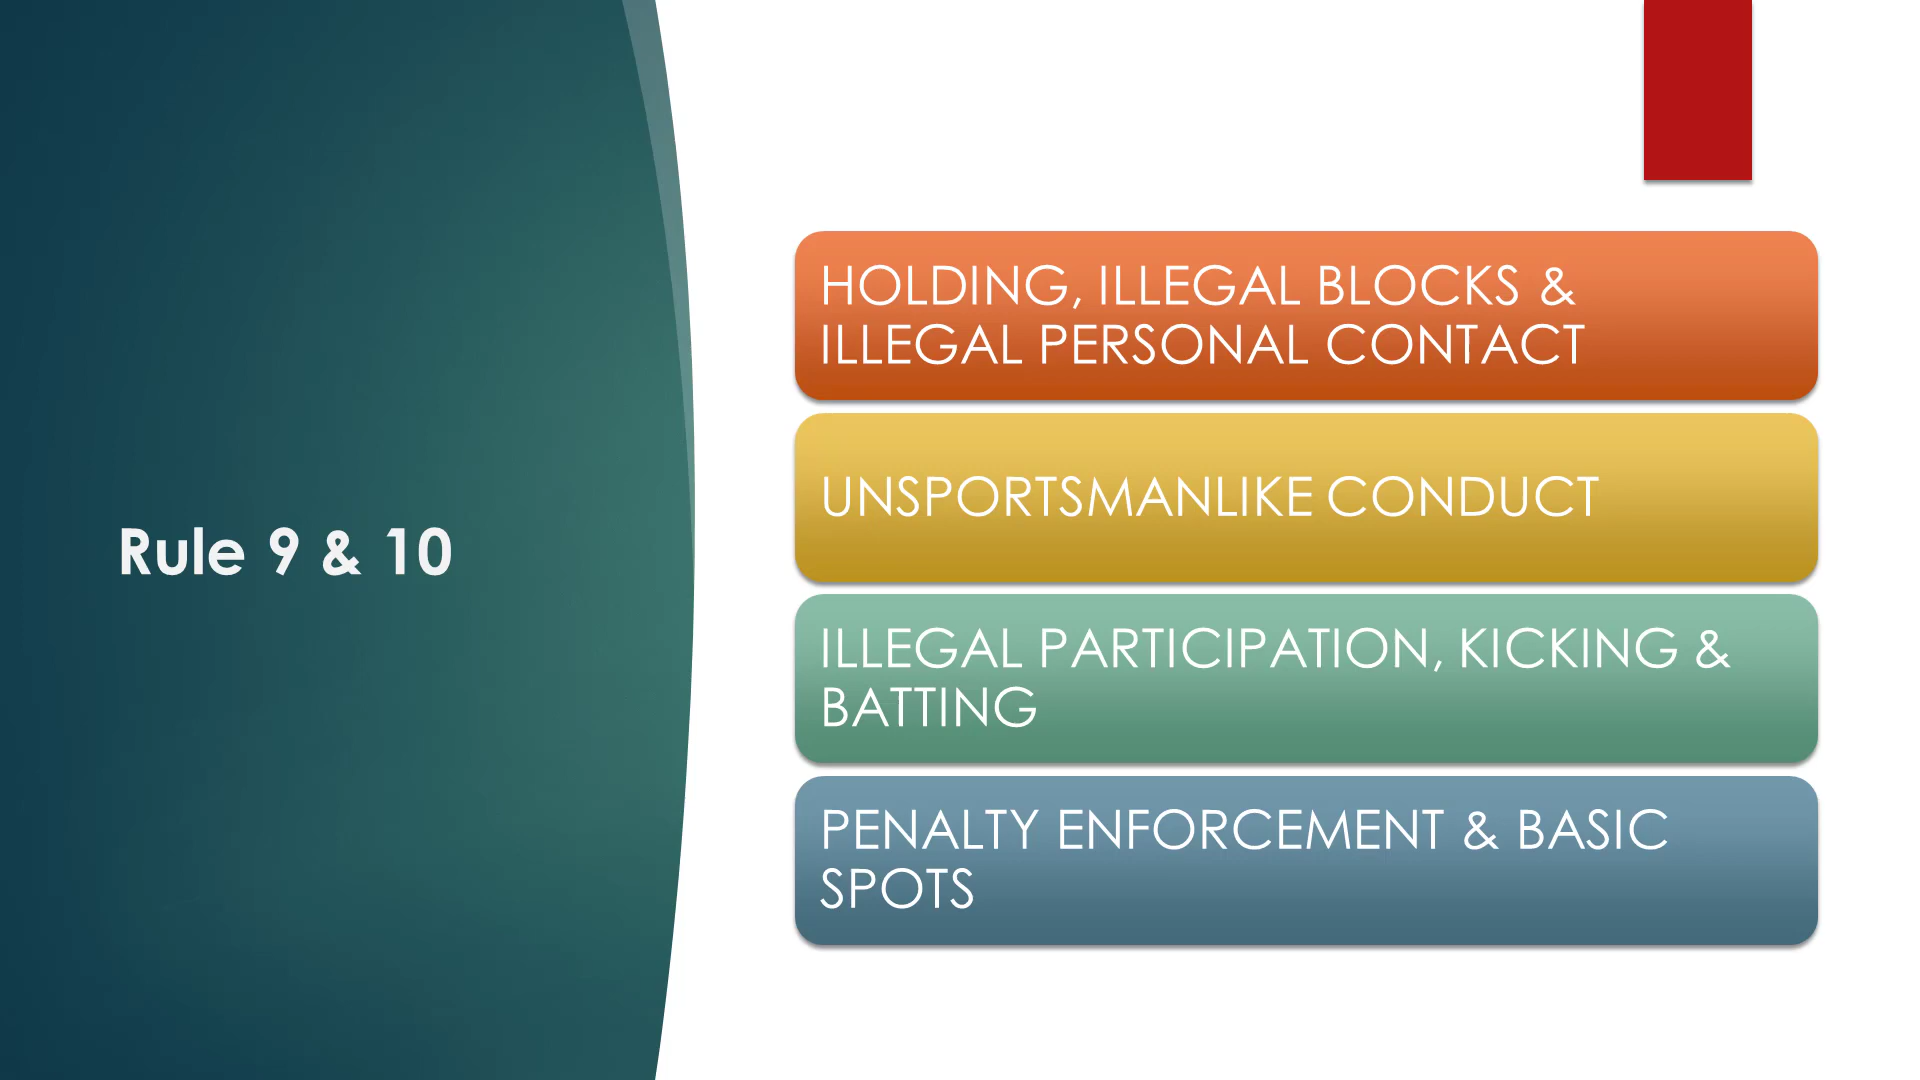 Rule 9 & 10
HOLDING, ILLEGAL BLOCKS &
ILLEGAL PERSONAL CONTACT
UNSPORTSMANLIKE CONDUCT
ILLEGAL PARTICIPATION, KICKING &
BATTING
PENALTY ENFORCEMENT & BASIC
SPOTS